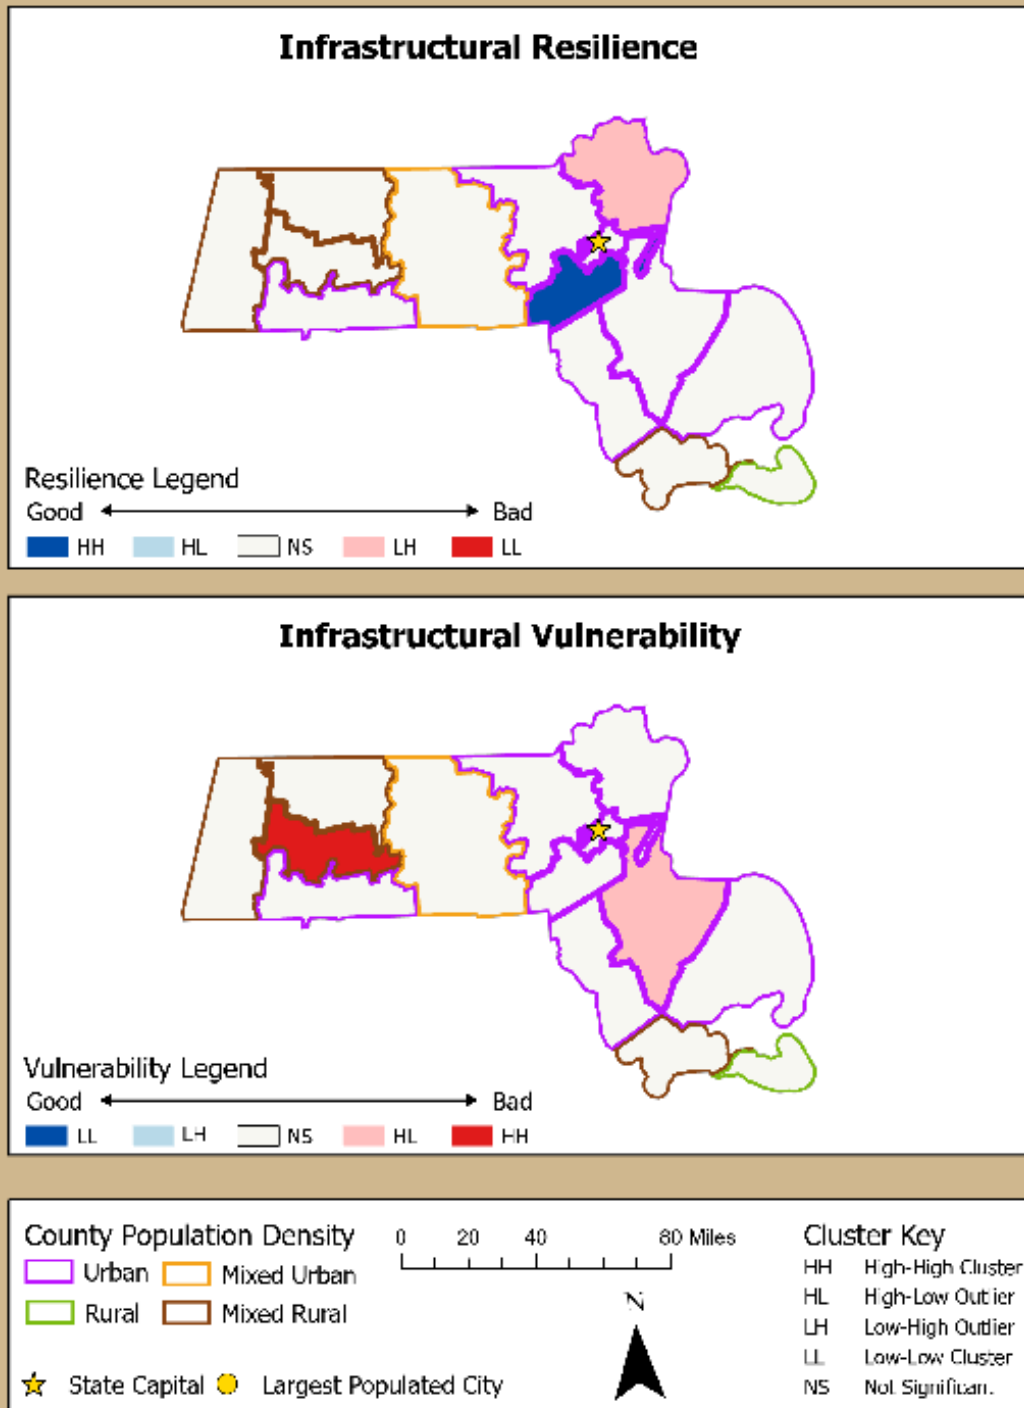 Infrastructural Resilience
Resilience Legend
Good Bad
HH HL NS LH LL
Infrastructural Vulnerability
Vulnerability Legend
Good Bad
LL LH NS HL HH
County Population Density
Urban Mixed Urban
Rural Mixed Rural
State Capital Largest Populated City
0 20 40 80 Miles
N
Cluster Key
HH High-High Cluster
HL High-Low Outlier
LH Low-High Outlier
LL Low-Low Cluster
NS Not Significant